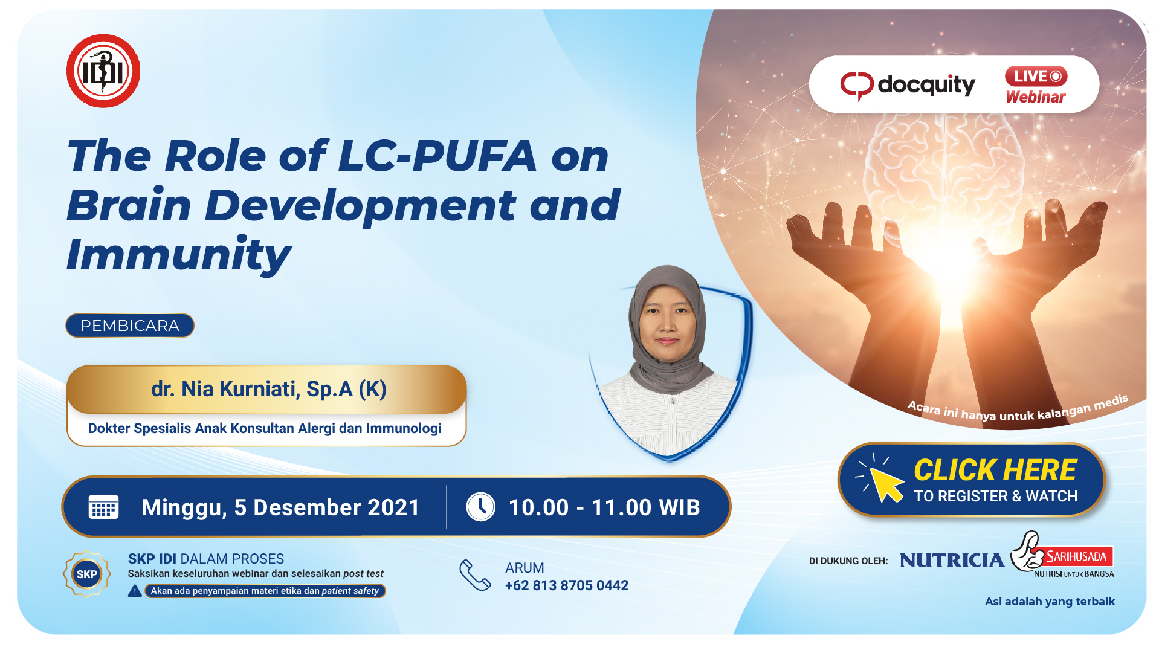 IDI
docquity
LIVE
Webinar
The Role of LC-PUFA on
Brain Development and
Immunity
PEMBICARA
dr. Nia Kurniati, Sp.A (K)
Dokter Spesialis Anak Konsultan Alergi dan Immunologi
Acara ini hanya untuk kalangan medis
CLICK HERE
TO REGISTER & WATCH
Minggu, 5 Desember 2021
10.00 - 11.00 WIB
SKP
SKP IDI DALAM PROSES
Saksikan keseluruhan webinar dan selesaikan post test
Akan ada penyampaian materi etika dan patient safety
ARUM
+62 813 8705 0442
DI DUKUNG OLEH:
NUTRICIA
SARIHUSADA
NUTRISI UNTUK BANGSA
Asi adalah yang terbaik